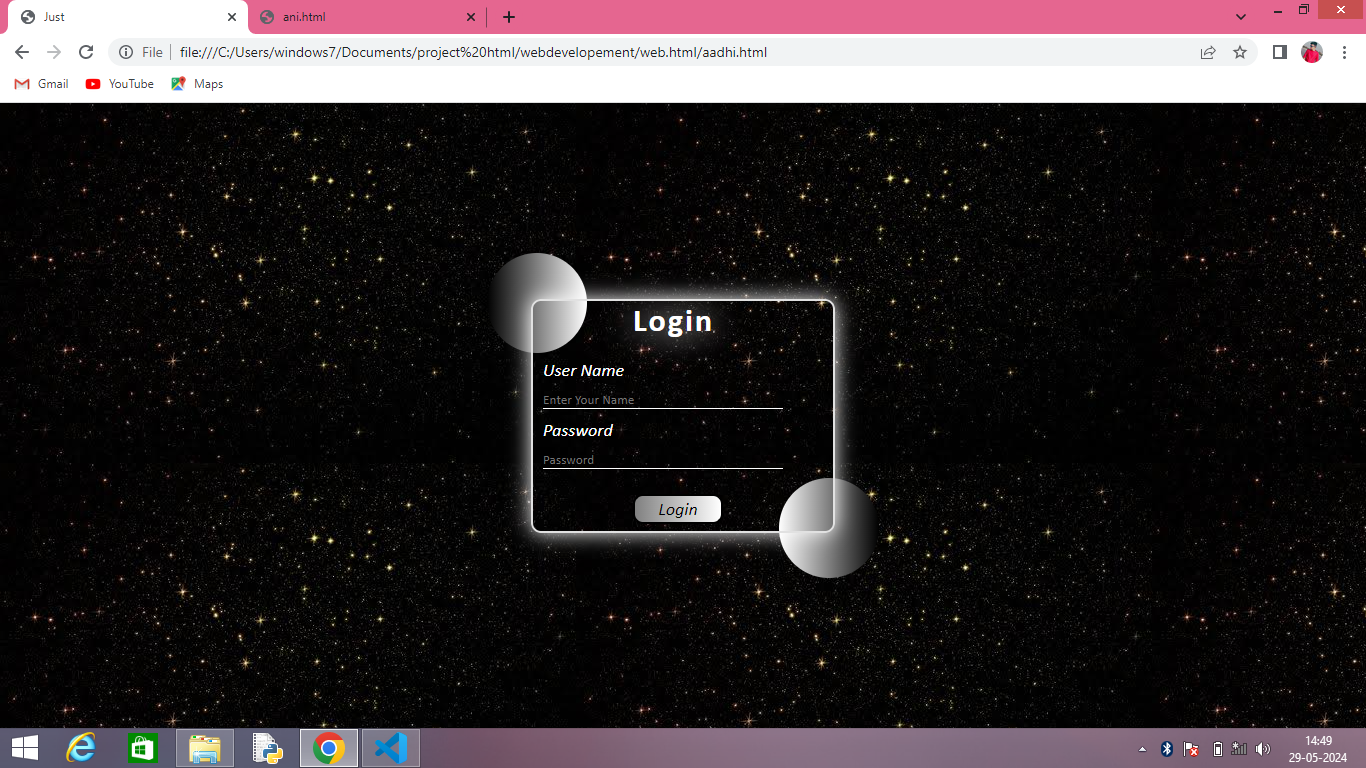 Just
ani.html
File
file:///C:/Users/windows7/Documents/project%20html/webdevelopement/web.html/aadhi.html
Gmail
YouTube
Maps
Login
User Name
Enter Your Name
Password
Password
Login
14:49
29-05-2024